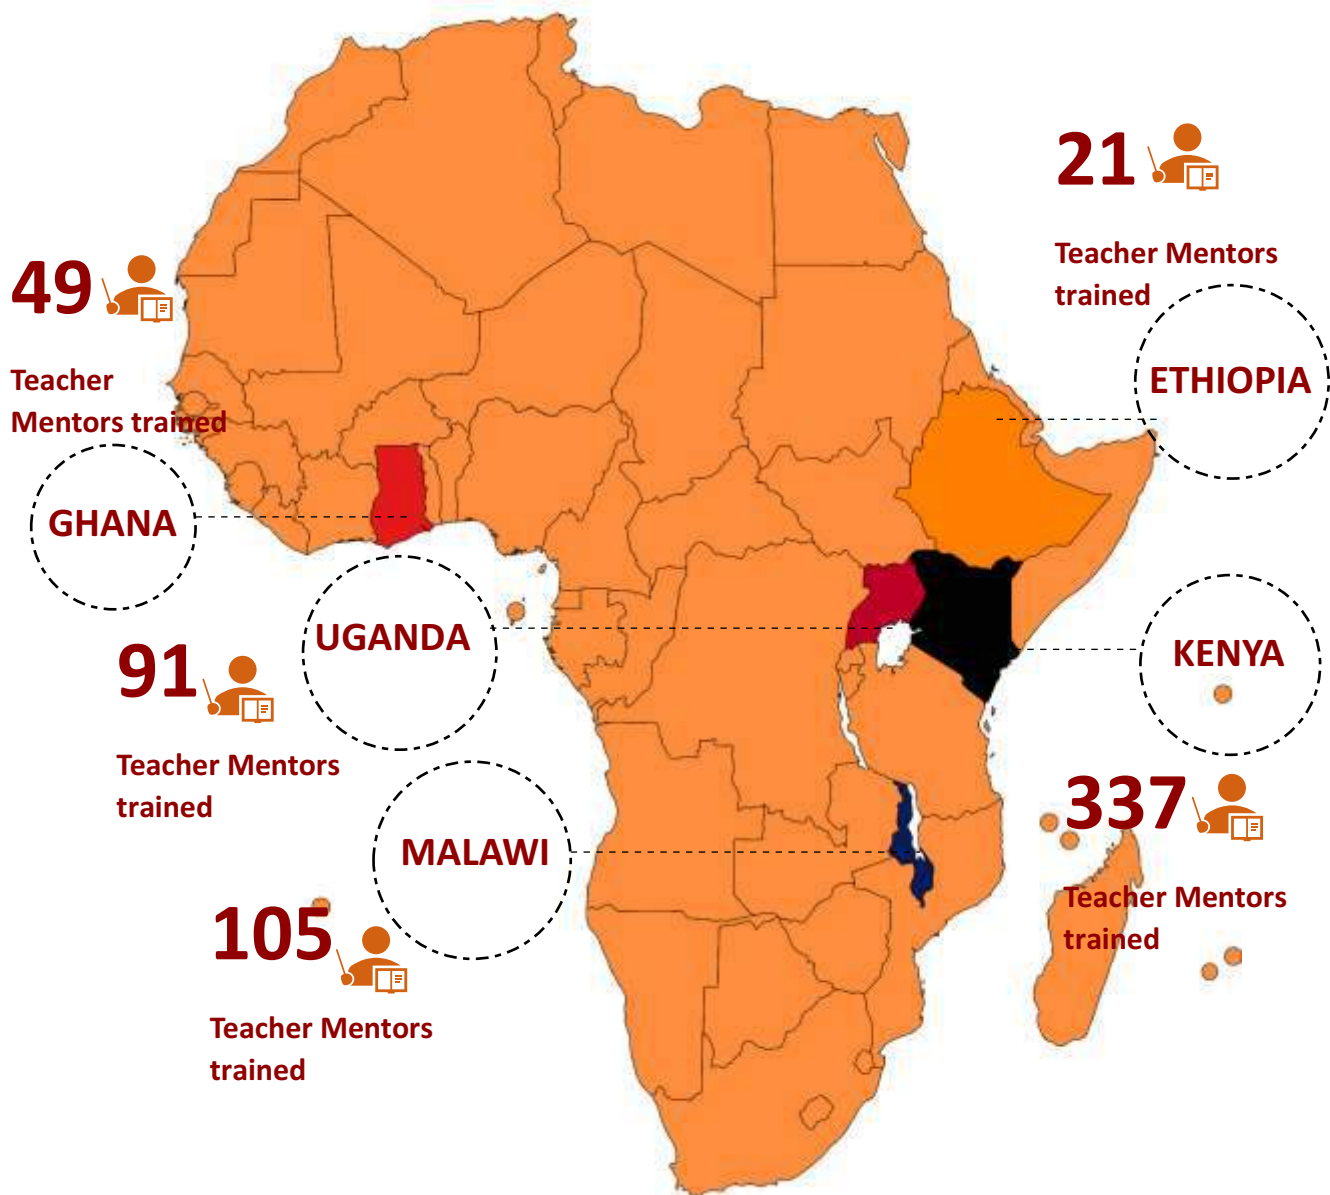 21
Teacher Mentors
trained
ETHIOPIA
49
Teacher
Mentors trained
GHANA
UGANDA
91
Teacher Mentors
trained
KENYA
337
Teacher Mentors
trained
MALAWI
105
Teacher Mentors
trained